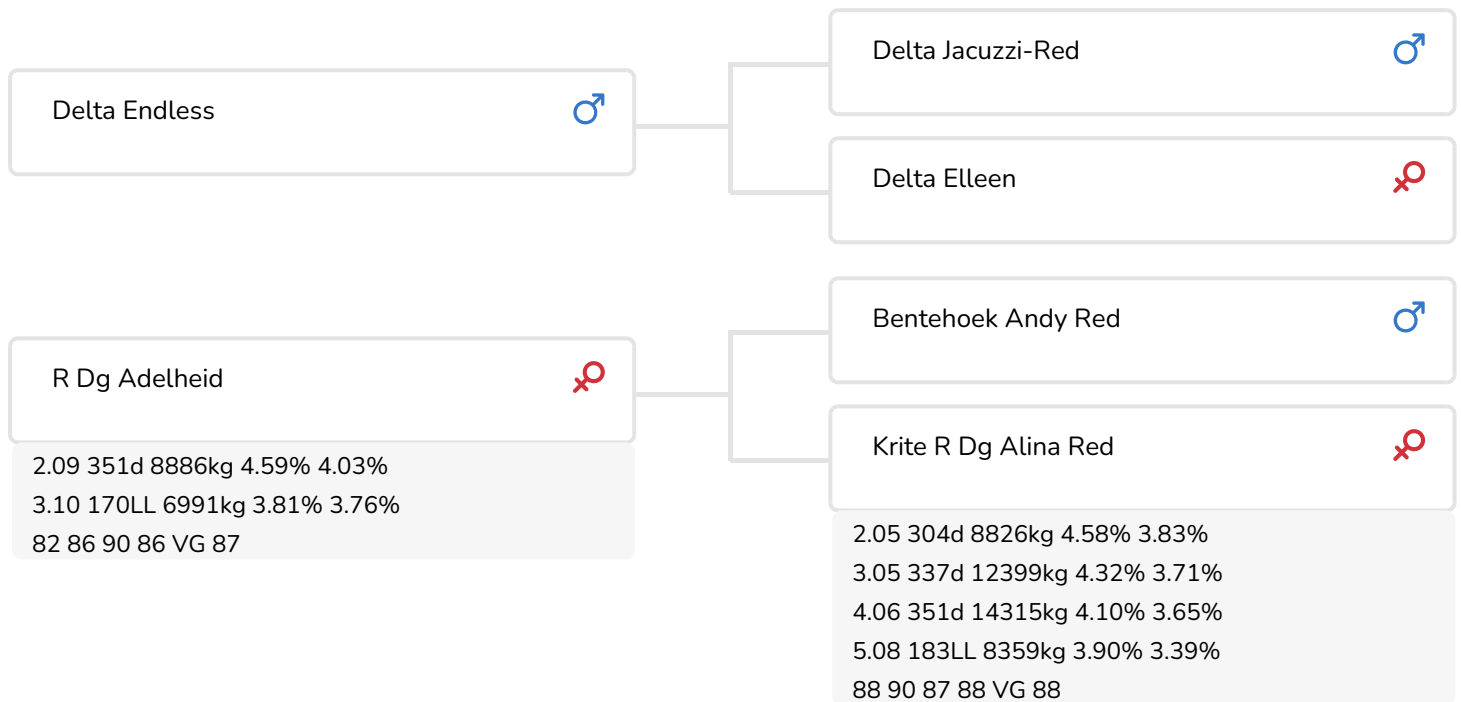 Delta Endless
Delta Jacuzzi-Red
Delta Elleen
R Dg Adelheid
2.09 351d 8886kg 4.59% 4.03%
3.10 170LL 6991kg 3.81% 3.76%
82 86 90 86 VG 87
Bentehoek Andy Red
Krite R Dg Alina Red
2.05 304d 8826kg 4.58% 3.83%
3.05 337d 12399kg 4.32% 3.71%
4.06 351d 14315kg 4.10% 3.65%
5.08 183LL 8359kg 3.90% 3.39%
88 90 87 88 VG 88